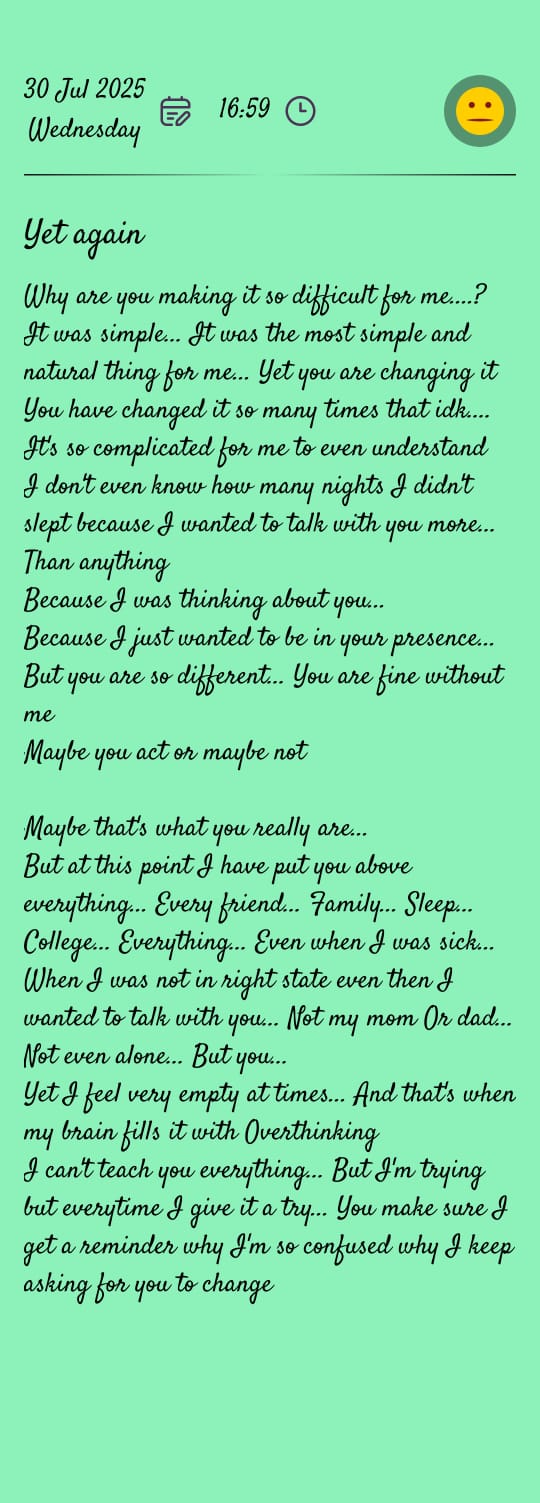 30 Jul 2025
Wednesday
16:59
Yet again
Why are you making it so difficult for me....?
It was simple... It was the most simple and
natural thing for me... Yet you are changing it
You have changed it so many times that idk....
It's so complicated for me to even understand
I don't even know how many nights I didn't
slept because I wanted to talk with you more...
Than anything
Because I was thinking about you...
Because I just wanted to be in your presence...
But you are so different... You are fine without
me
Maybe you act or maybe not
Maybe that's what you really are...
But at this point I have put you above
everything... Every friend... Family... Sleep...
College... Everything... Even when I was sick...
When I was not in right state even then I
wanted to talk with you... Not my mom Or dad...
Not even alone... But you...
Yet I feel very empty at times... And that's when
my brain fills it with Overthinking
I can't teach you everything... But I'm trying
but everytime I give it a try... You make sure I
get a reminder why I'm so confused why I keep
asking for you to change